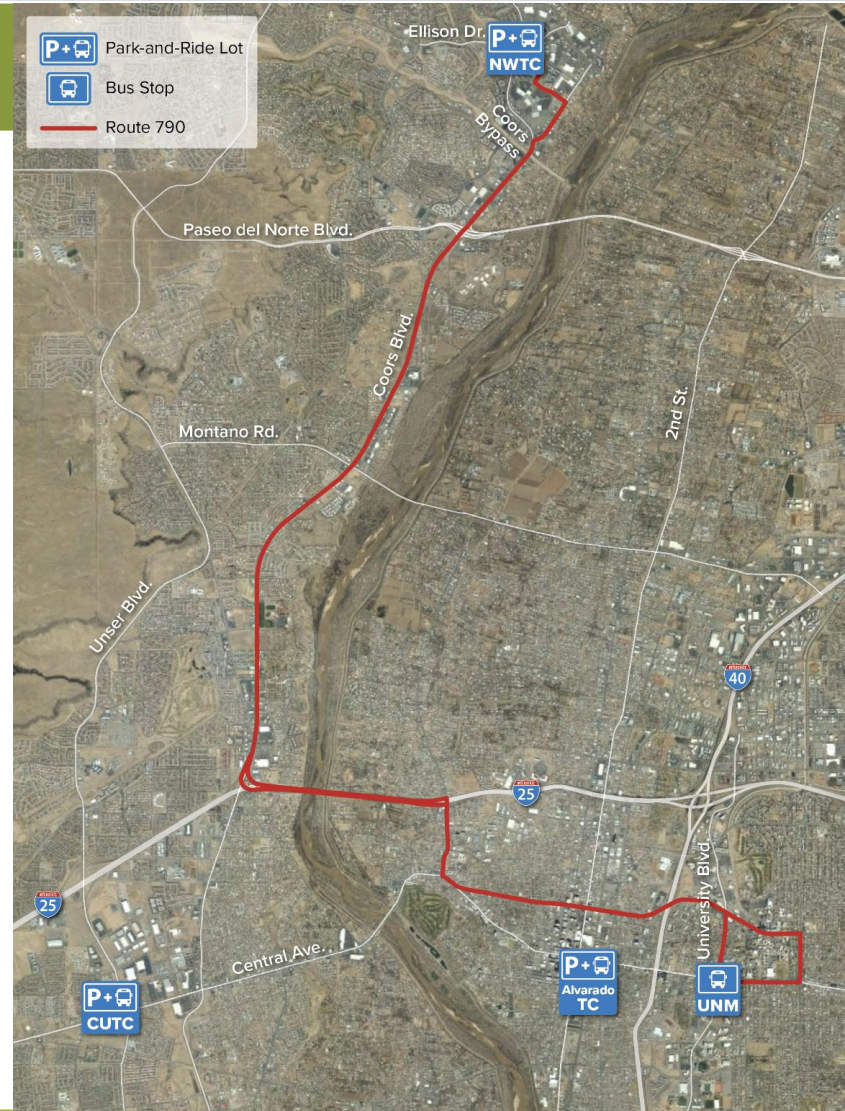 P+
Park-and-Ride Lot
Bus Stop
Route 790
Ellison Dr.
P+
NWTC
Coors
Bypass
Paseo del Norte Blvd.
Coors Blvd.
2nd St.
Montano Rd.
Unser Blvd.
40
25
25
University Blvd.
Central Ave.
P+
Alvarado
TC
UNM
P+
CUTC